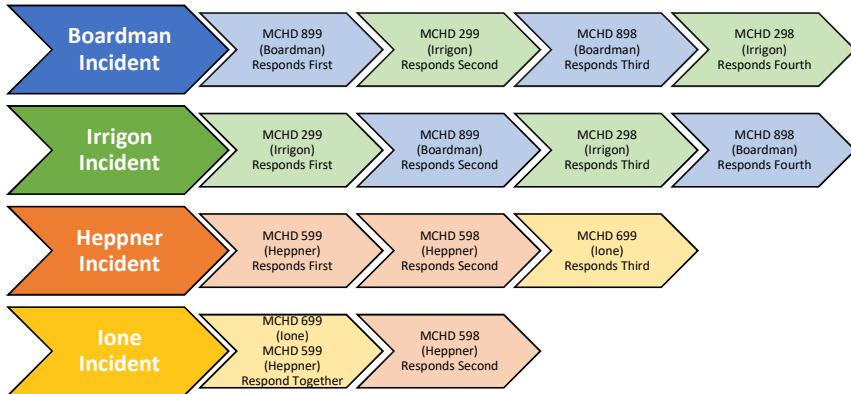 Boardman
Incident
MCHD 899
(Boardman)
Responds First
MCHD 299
(Irrigon)
Responds Second
MCHD 898
(Boardman)
Responds Third
MCHD 298
(Irrigon)
Responds Fourth
Irrigon
Incident
MCHD 299
(Irrigon)
Responds First
MCHD 899
(Boardman)
Responds Second
MCHD 298
(Irrigon)
Responds Third
MCHD 898
(Boardman)
Responds Fourth
Heppner
Incident
MCHD 599
(Heppner)
Responds First
MCHD 598
(Heppner)
Responds Second
MCHD 699
(Ione)
Responds Third
Ione
Incident
MCHD 699
(Ione)
MCHD 599
(Heppner)
Respond Together
MCHD 598
(Heppner)
Responds Second